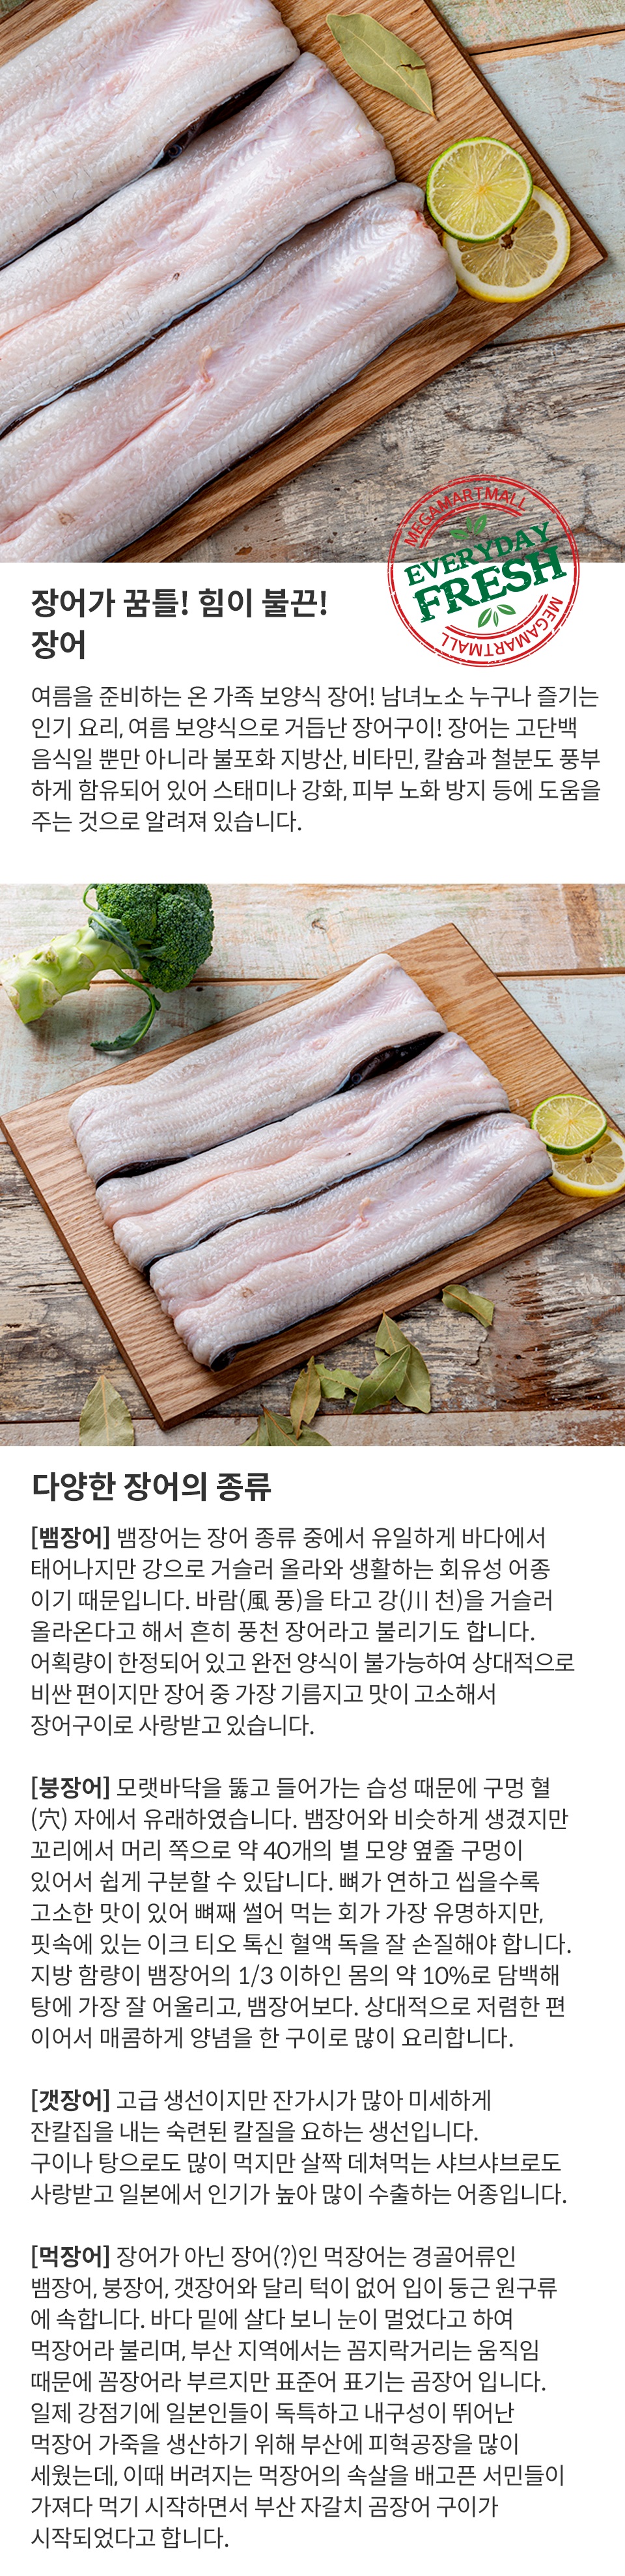 MEGAMARTMALL
EVERYDAY
FRESH
MEGAMARTMALL
장어가 꿈틀! 힘이 불끈!
장어
여름을 준비하는 온 가족 보양식 장어! 남녀노소 누구나 즐기는
인기 요리, 여름 보양식으로 거듭난 장어구이! 장어는 고단백
음식일 뿐만 아니라 불포화 지방산, 비타민, 칼슘과 철분도 풍부
하게 함유되어 있어 스태미나 강화, 피부 노화 방지 등에 도움을
주는 것으로 알려져 있습니다.
다양한 장어의 종류
[뱀장어] 뱀장어는 장어 종류 중에서 유일하게 바다에서
태어나지만 강으로 거슬러 올라와 생활하는 회유성 어종
이기 때문입니다. 바람(風 풍)을 타고 강(川 천)을 거슬러
올라온다고 해서 흔히 풍천 장어라고 불리기도 합니다.
어획량이 한정되어 있고 완전 양식이 불가능하여 상대적으로
비싼 편이지만 장어 중 가장 기름지고 맛이 고소해서
장어구이로 사랑받고 있습니다.
[붕장어] 모랫바닥을 뚫고 들어가는 습성 때문에 구멍 혈
(穴) 자에서 유래하였습니다. 뱀장어와 비슷하게 생겼지만
꼬리에서 머리 쪽으로 약 40개의 별 모양 옆줄 구멍이
있어서 쉽게 구분할 수 있답니다. 뼈가 연하고 씹을수록
고소한 맛이 있어 뼈째 썰어 먹는 회가 가장 유명하지만,
핏속에 있는 이크 티오 톡신 혈액 독을 잘 손질해야 합니다.
지방 함량이 뱀장어의 1/3 이하인 몸의 약 10%로 담백해
탕에 가장 잘 어울리고, 뱀장어보다. 상대적으로 저렴한 편
이어서 매콤하게 양념을 한 구이로 많이 요리합니다.
[갯장어] 고급 생선이지만 잔가시가 많아 미세하게
잔칼집을 내는 숙련된 칼질을 요하는 생선입니다.
구이나 탕으로도 많이 먹지만 살짝 데쳐먹는 샤브샤브로도
사랑받고 일본에서 인기가 높아 많이 수출하는 어종입니다.
[먹장어] 장어가 아닌 장어(?)인 먹장어는 경골어류인
뱀장어, 붕장어, 갯장어와 달리 턱이 없어 입이 둥근 원구류
에 속합니다. 바다 밑에 살다 보니 눈이 멀었다고 하여
먹장어라 불리며, 부산 지역에서는 꼼지락거리는 움직임
때문에 꼼장어라 부르지만 표준어 표기는 곰장어 입니다.
일제 강점기에 일본인들이 독특하고 내구성이 뛰어난
먹장어 가죽을 생산하기 위해 부산에 피혁공장을 많이
세웠는데, 이때 버려지는 먹장어의 속살을 배고픈 서민들이
가져다 먹기 시작하면서 부산 자갈치 곰장어 구이가
시작되었다고 합니다.